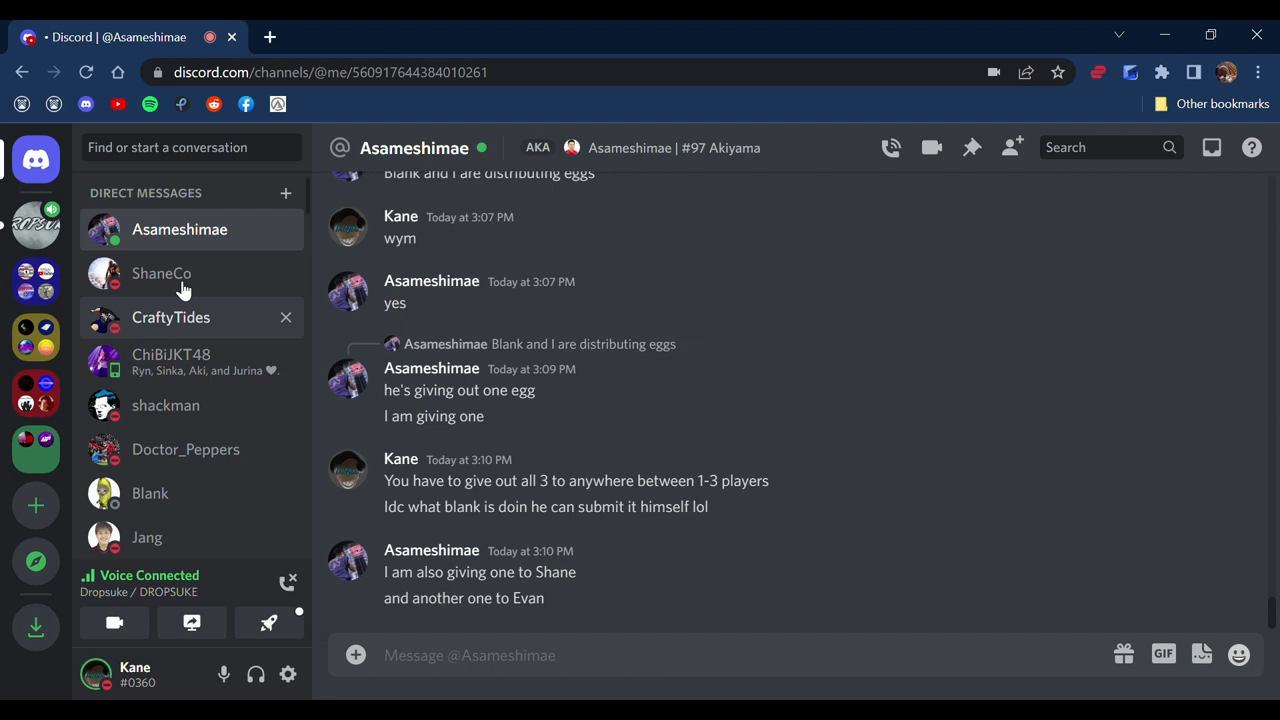 • Discord | @Asameshimae
discord.com/channels/@me/560917644384010261
Other bookmarks
Find or start a conversation
DIRECT MESSAGES
Asameshimae
ShaneCo
CraftyTides
ChiBiJKT48
Ryn, Sinka, Aki, and Jurina ♥.
shackman
Doctor_Peppers
Blank
Jang
Voice Connected
Dropsuke / DROPSUKE
Kane
#0360
Asameshimae
AKA
Asameshimae | #97 Akiyama
Search
Blank and I are distributing eggs
Kane Today at 3:07 PM
wym
Asameshimae Today at 3:07 PM
yes
Asameshimae Blank and I are distributing eggs
Asameshimae Today at 3:09 PM
he's giving out one egg
I am giving one
Kane Today at 3:10 PM
You have to give out all 3 to anywhere between 1-3 players
Idc what blank is doin he can submit it himself lol
Asameshimae Today at 3:10 PM
I am also giving one to Shane
and another one to Evan
Message @Asameshimae
GIF